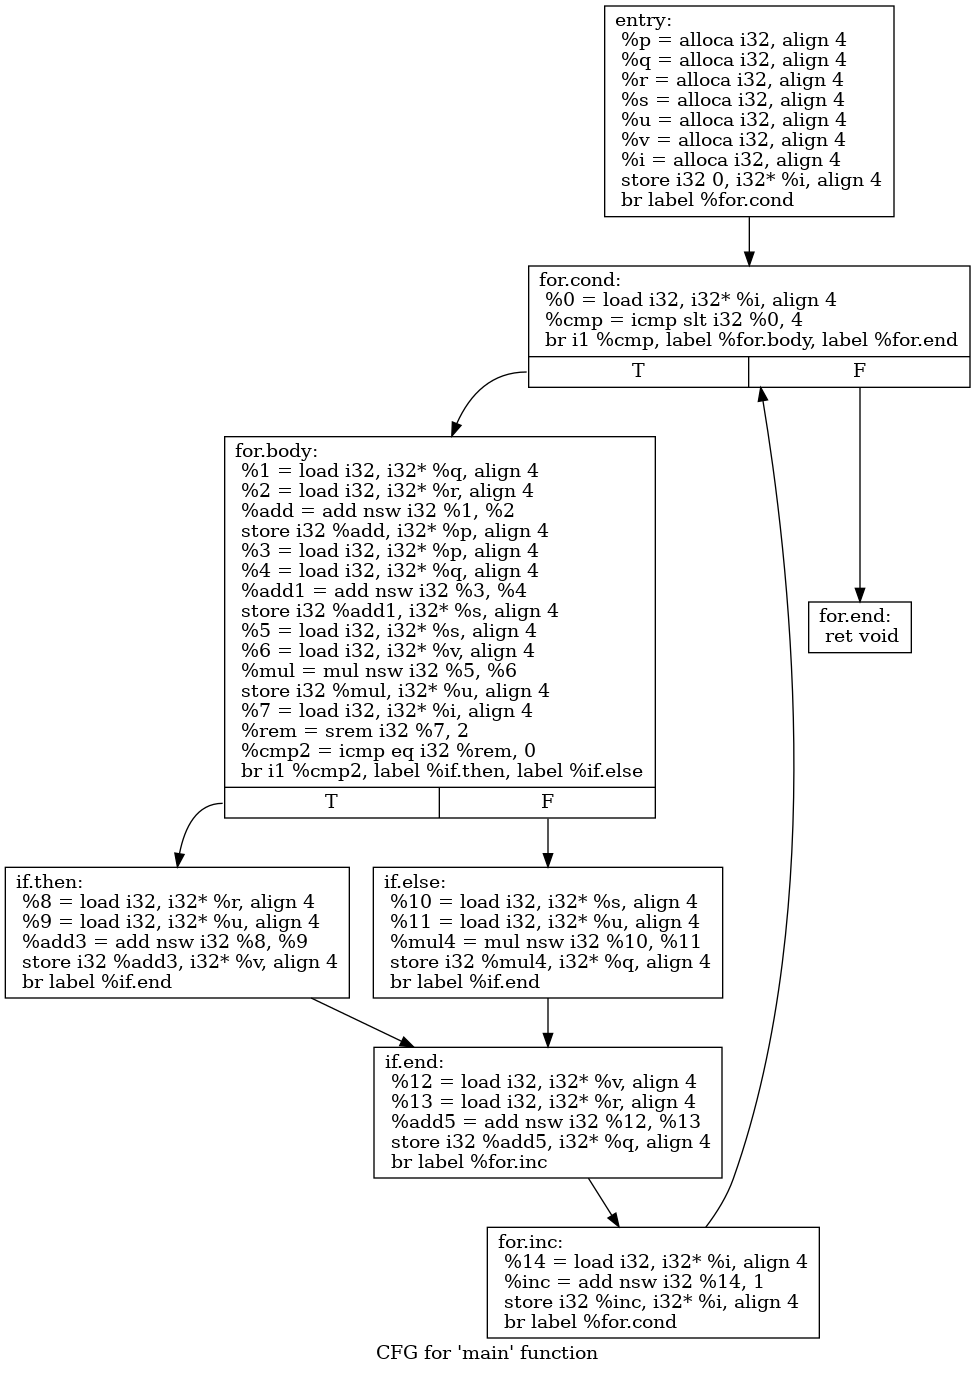 entry:
%p = alloca i32, align 4
%q = alloca i32, align 4
%r = alloca i32, align 4
%s = alloca i32, align 4
%u = alloca i32, align 4
%v = alloca i32, align 4
%i = alloca i32, align 4
store i32 0, i32* %i, align 4
br label %for.cond
for.cond:
%0 = load i32, i32* %i, align 4
%cmp = icmp slt i32 %0, 4
br i1 %cmp, label %for.body, label %for.end
T
F
for.body:
%1 = load i32, i32* %q, align 4
%2 = load i32, i32* %r, align 4
%add = add nsw i32 %1, %2
store i32 %add, i32* %p, align 4
%3 = load i32, i32* %p, align 4
%4 = load i32, i32* %q, align 4
%add1 = add nsw i32 %3, %4
store i32 %add1, i32* %s, align 4
%5 = load i32, i32* %s, align 4
%6 = load i32, i32* %v, align 4
%mul = mul nsw i32 %5, %6
store i32 %mul, i32* %u, align 4
%7 = load i32, i32* %i, align 4
%rem = srem i32 %7, 2
%cmp2 = icmp eq i32 %rem, 0
br i1 %cmp2, label %if.then, label %if.else
T
F
for.end:
ret void
if.then:
%8 = load i32, i32* %r, align 4
%9 = load i32, i32* %u, align 4
%add3 = add nsw i32 %8, %9
store i32 %add3, i32* %v, align 4
br label %if.end
if.else:
%10 = load i32, i32* %s, align 4
%11 = load i32, i32* %u, align 4
%mul4 = mul nsw i32 %10, %11
store i32 %mul4, i32* %q, align 4
br label %if.end
if.end:
%12 = load i32, i32* %v, align 4
%13 = load i32, i32* %r, align 4
%add5 = add nsw i32 %12, %13
store i32 %add5, i32* %q, align 4
br label %for.inc
for.inc:
%14 = load i32, i32* %i, align 4
%inc = add nsw i32 %14, 1
store i32 %inc, i32* %i, align 4
br label %for.cond
CFG for 'main' function